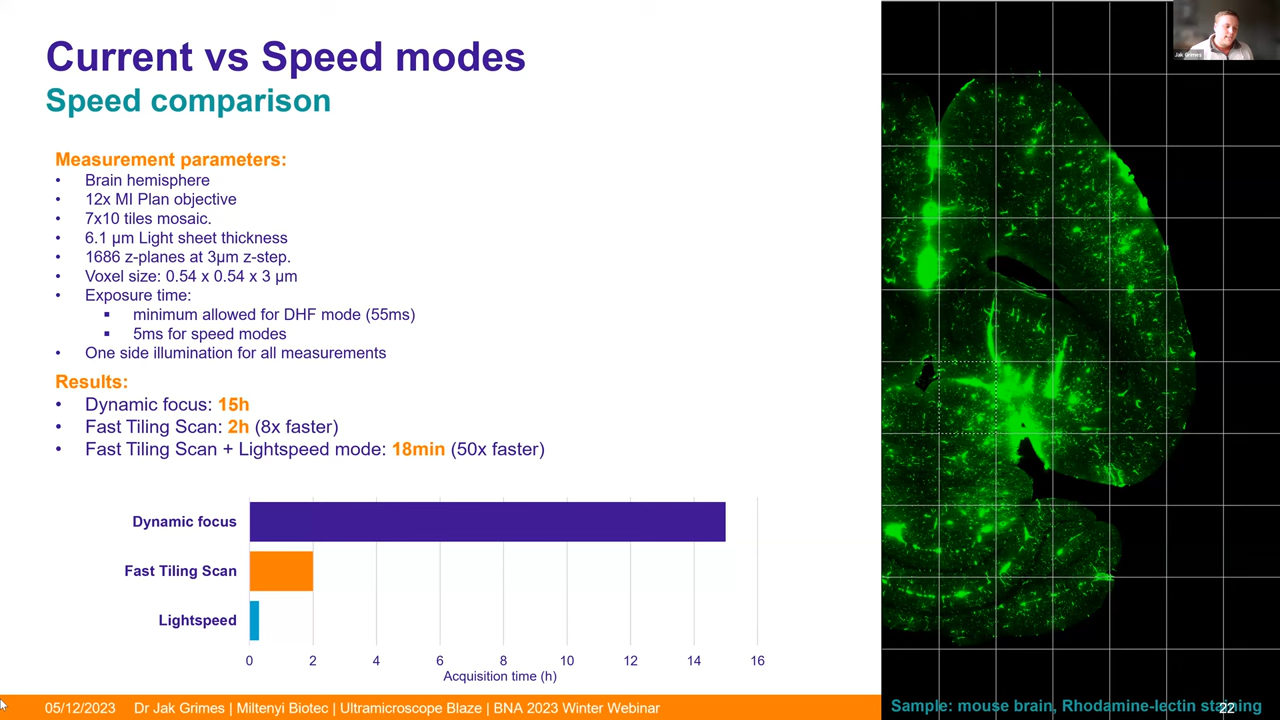 Current vs Speed modes
Speed comparison
Jak Grimes
Measurement parameters:
• Brain hemisphere
• 12x MI Plan objective
• 7x10 tiles mosaic.
• 6.1 µm Light sheet thickness
• 1686 z-planes at 3µm z-step.
• Voxel size: 0.54 x 0.54 x 3 µm
• Exposure time:
▪ minimum allowed for DHF mode (55ms)
▪ 5ms for speed modes
• One side illumination for all measurements
Results:
• Dynamic focus: 15h
• Fast Tiling Scan: 2h (8x faster)
• Fast Tiling Scan + Lightspeed mode: 18min (50x faster)
Dynamic focus
Fast Tiling Scan
Lightspeed
0 2 4 6 8 10 12 14 16
Acquisition time (h)
05/12/2023 Dr Jak Grimes | Miltenyi Biotec | Ultramicroscope Blaze | BNA 2023 Winter Webinar
Sample: mouse brain, Rhodamine-lectin staining
22